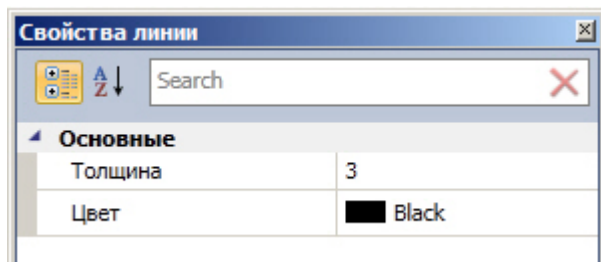 Свойства линии
A
Z
Search
Основные
Толщина 3
Цвет Black